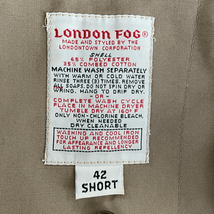 LONDON FOG®
MADE AND STYLED BY THE
LONDONTOWN CORPORATION
SHELL
65% POLYESTER
35% COMBED COTTON
MACHINE WASH SEPARATELY
WITH WARM OR COLD WATER
RINSE THREE (3) TIMES. REMOVE
ALL SOAPS. DO NOT SPIN DRY OR
WRING. HANG TO DRIP DRY.
- OR -
COMPLETE WASH CYCLE
PLACE IN MACHINE DRYER
TUMBLE DRY AT 160° F
ONLY. NO CHLORINE BLEACH.
IRON WHEN NEEDED
DRY CLEANABLE
WASHING AND COOL IRON
TOUCH UP RECOMMENDED
FOR APPEARANCE AND LONGER
LASTING REPELLENCY.
42
SHORT